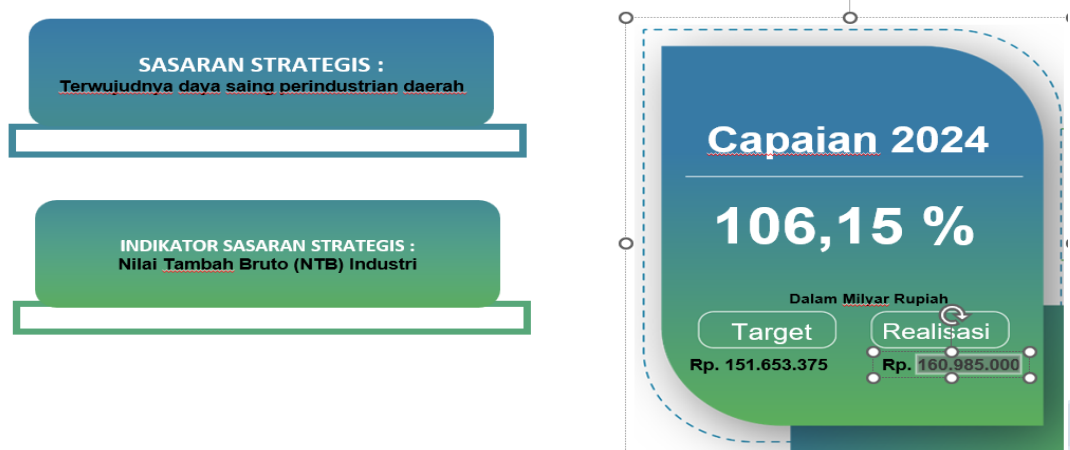 SASARAN STRATEGIS :
Terwujudnya daya saing perindustrian daerah
INDIKATOR SASARAN STRATEGIS :
Nilai Tambah Bruto (NTB) Industri
Capaian 2024
106,15 %
Dalam Milyar Rupiah
Target Realisasi
Rp. 151.653.375 Rp. 160.985.000